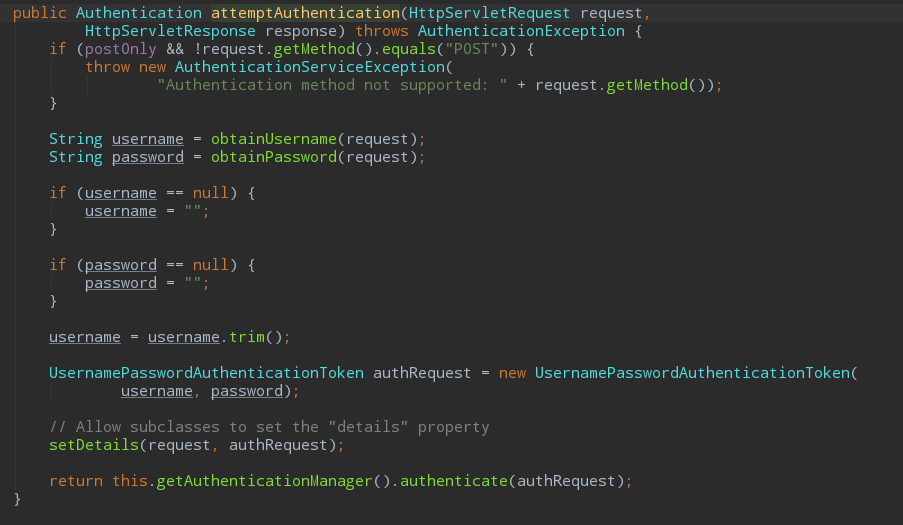 public Authentication attemptAuthentication(HttpServletRequest request,
        HttpServletResponse response) throws AuthenticationException {
    if (postOnly && !request.getMethod().equals("POST")) {
        throw new AuthenticationServiceException(
                "Authentication method not supported: " + request.getMethod());
    }

    String username = obtainUsername(request);
    String password = obtainPassword(request);

    if (username == null) {
        username = "";
    }

    if (password == null) {
        password = "";
    }

    username = username.trim();

    UsernamePasswordAuthenticationToken authRequest = new UsernamePasswordAuthenticationToken(
            username, password);

    // Allow subclasses to set the "details" property
    setDetails(request, authRequest);

    return this.getAuthenticationManager().authenticate(authRequest);
}